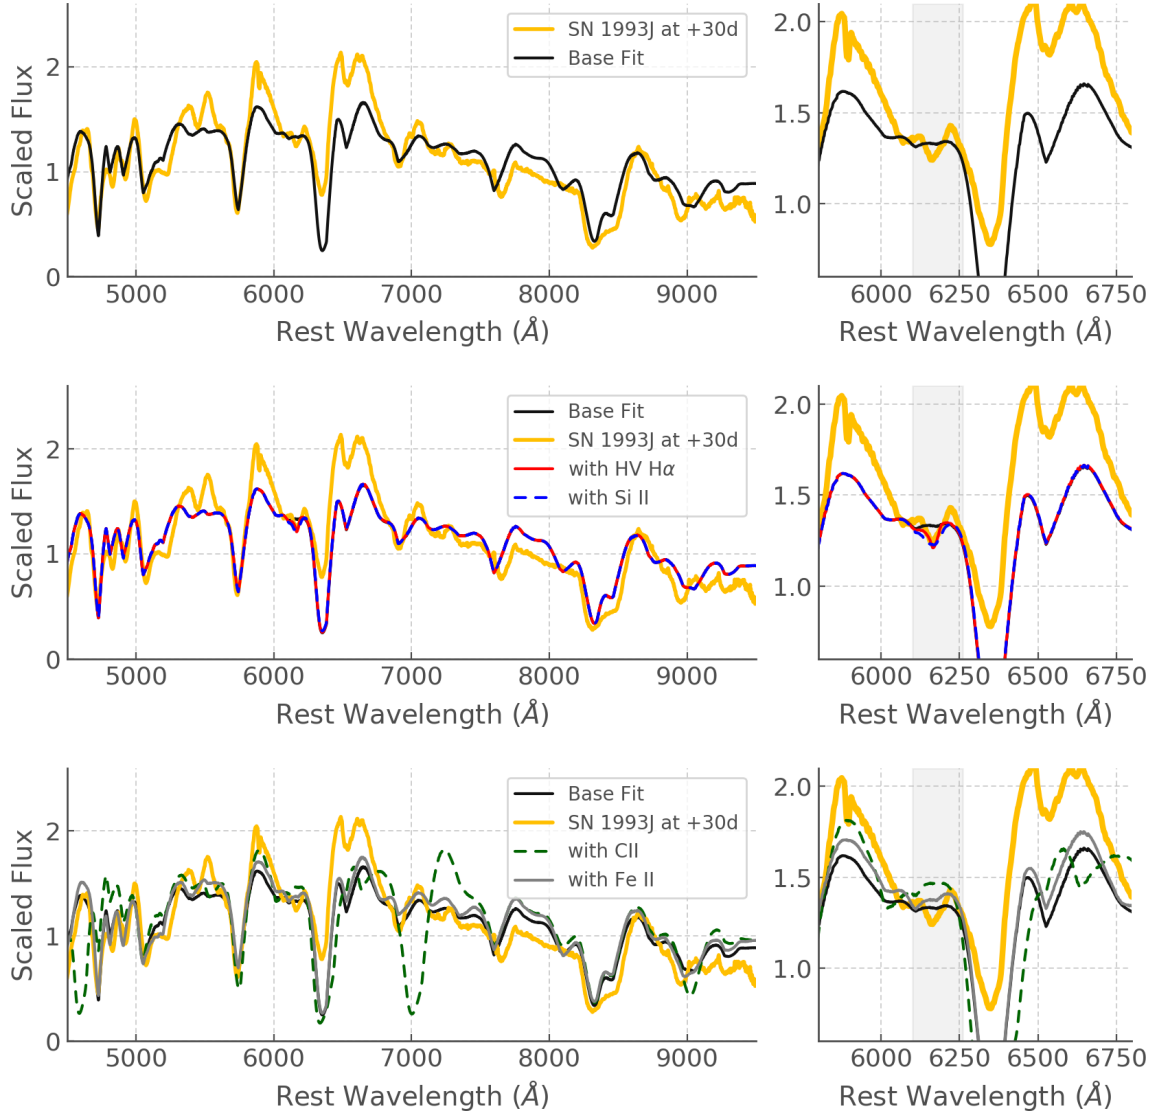 SN 1993J at +30d
Base Fit
Scaled Flux
2
1
0
5000 6000 7000 8000 9000
Rest Wavelength (Å)
2.0
1.5
1.0
6000 6250 6500 6750
Rest Wavelength (Å)
Base Fit
SN 1993J at +30d
with HV Hα
with Si II
Scaled Flux
2
1
0
5000 6000 7000 8000 9000
Rest Wavelength (Å)
2.0
1.5
1.0
6000 6250 6500 6750
Rest Wavelength (Å)
Base Fit
SN 1993J at +30d
with CII
with Fe II
Scaled Flux
2
1
0
5000 6000 7000 8000 9000
Rest Wavelength (Å)
2.0
1.5
1.0
6000 6250 6500 6750
Rest Wavelength (Å)